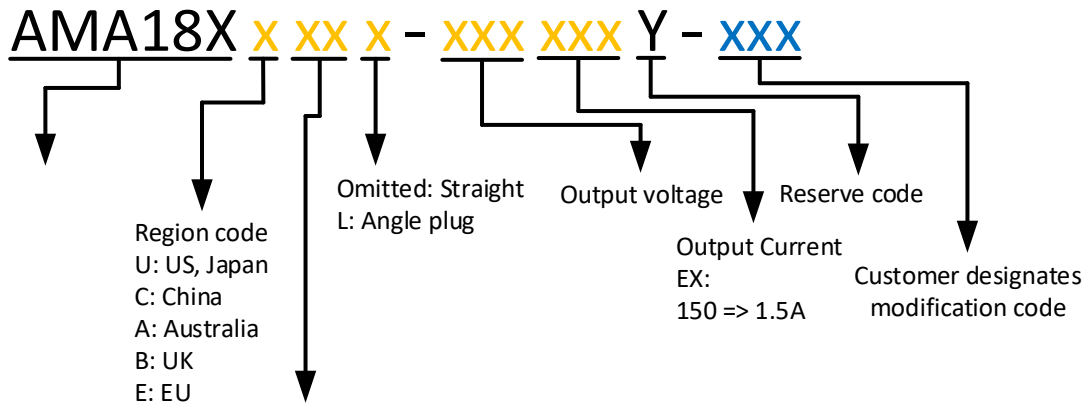 AMA18X x xx x - xxx xxx Y - xxx
Omitted: Straight
L: Angle plug
Output voltage
Reserve code
Region code
U: US, Japan
C: China
A: Australia
B: UK
E: EU
Output Current
EX:
150 => 1.5A
Customer designates
modification code